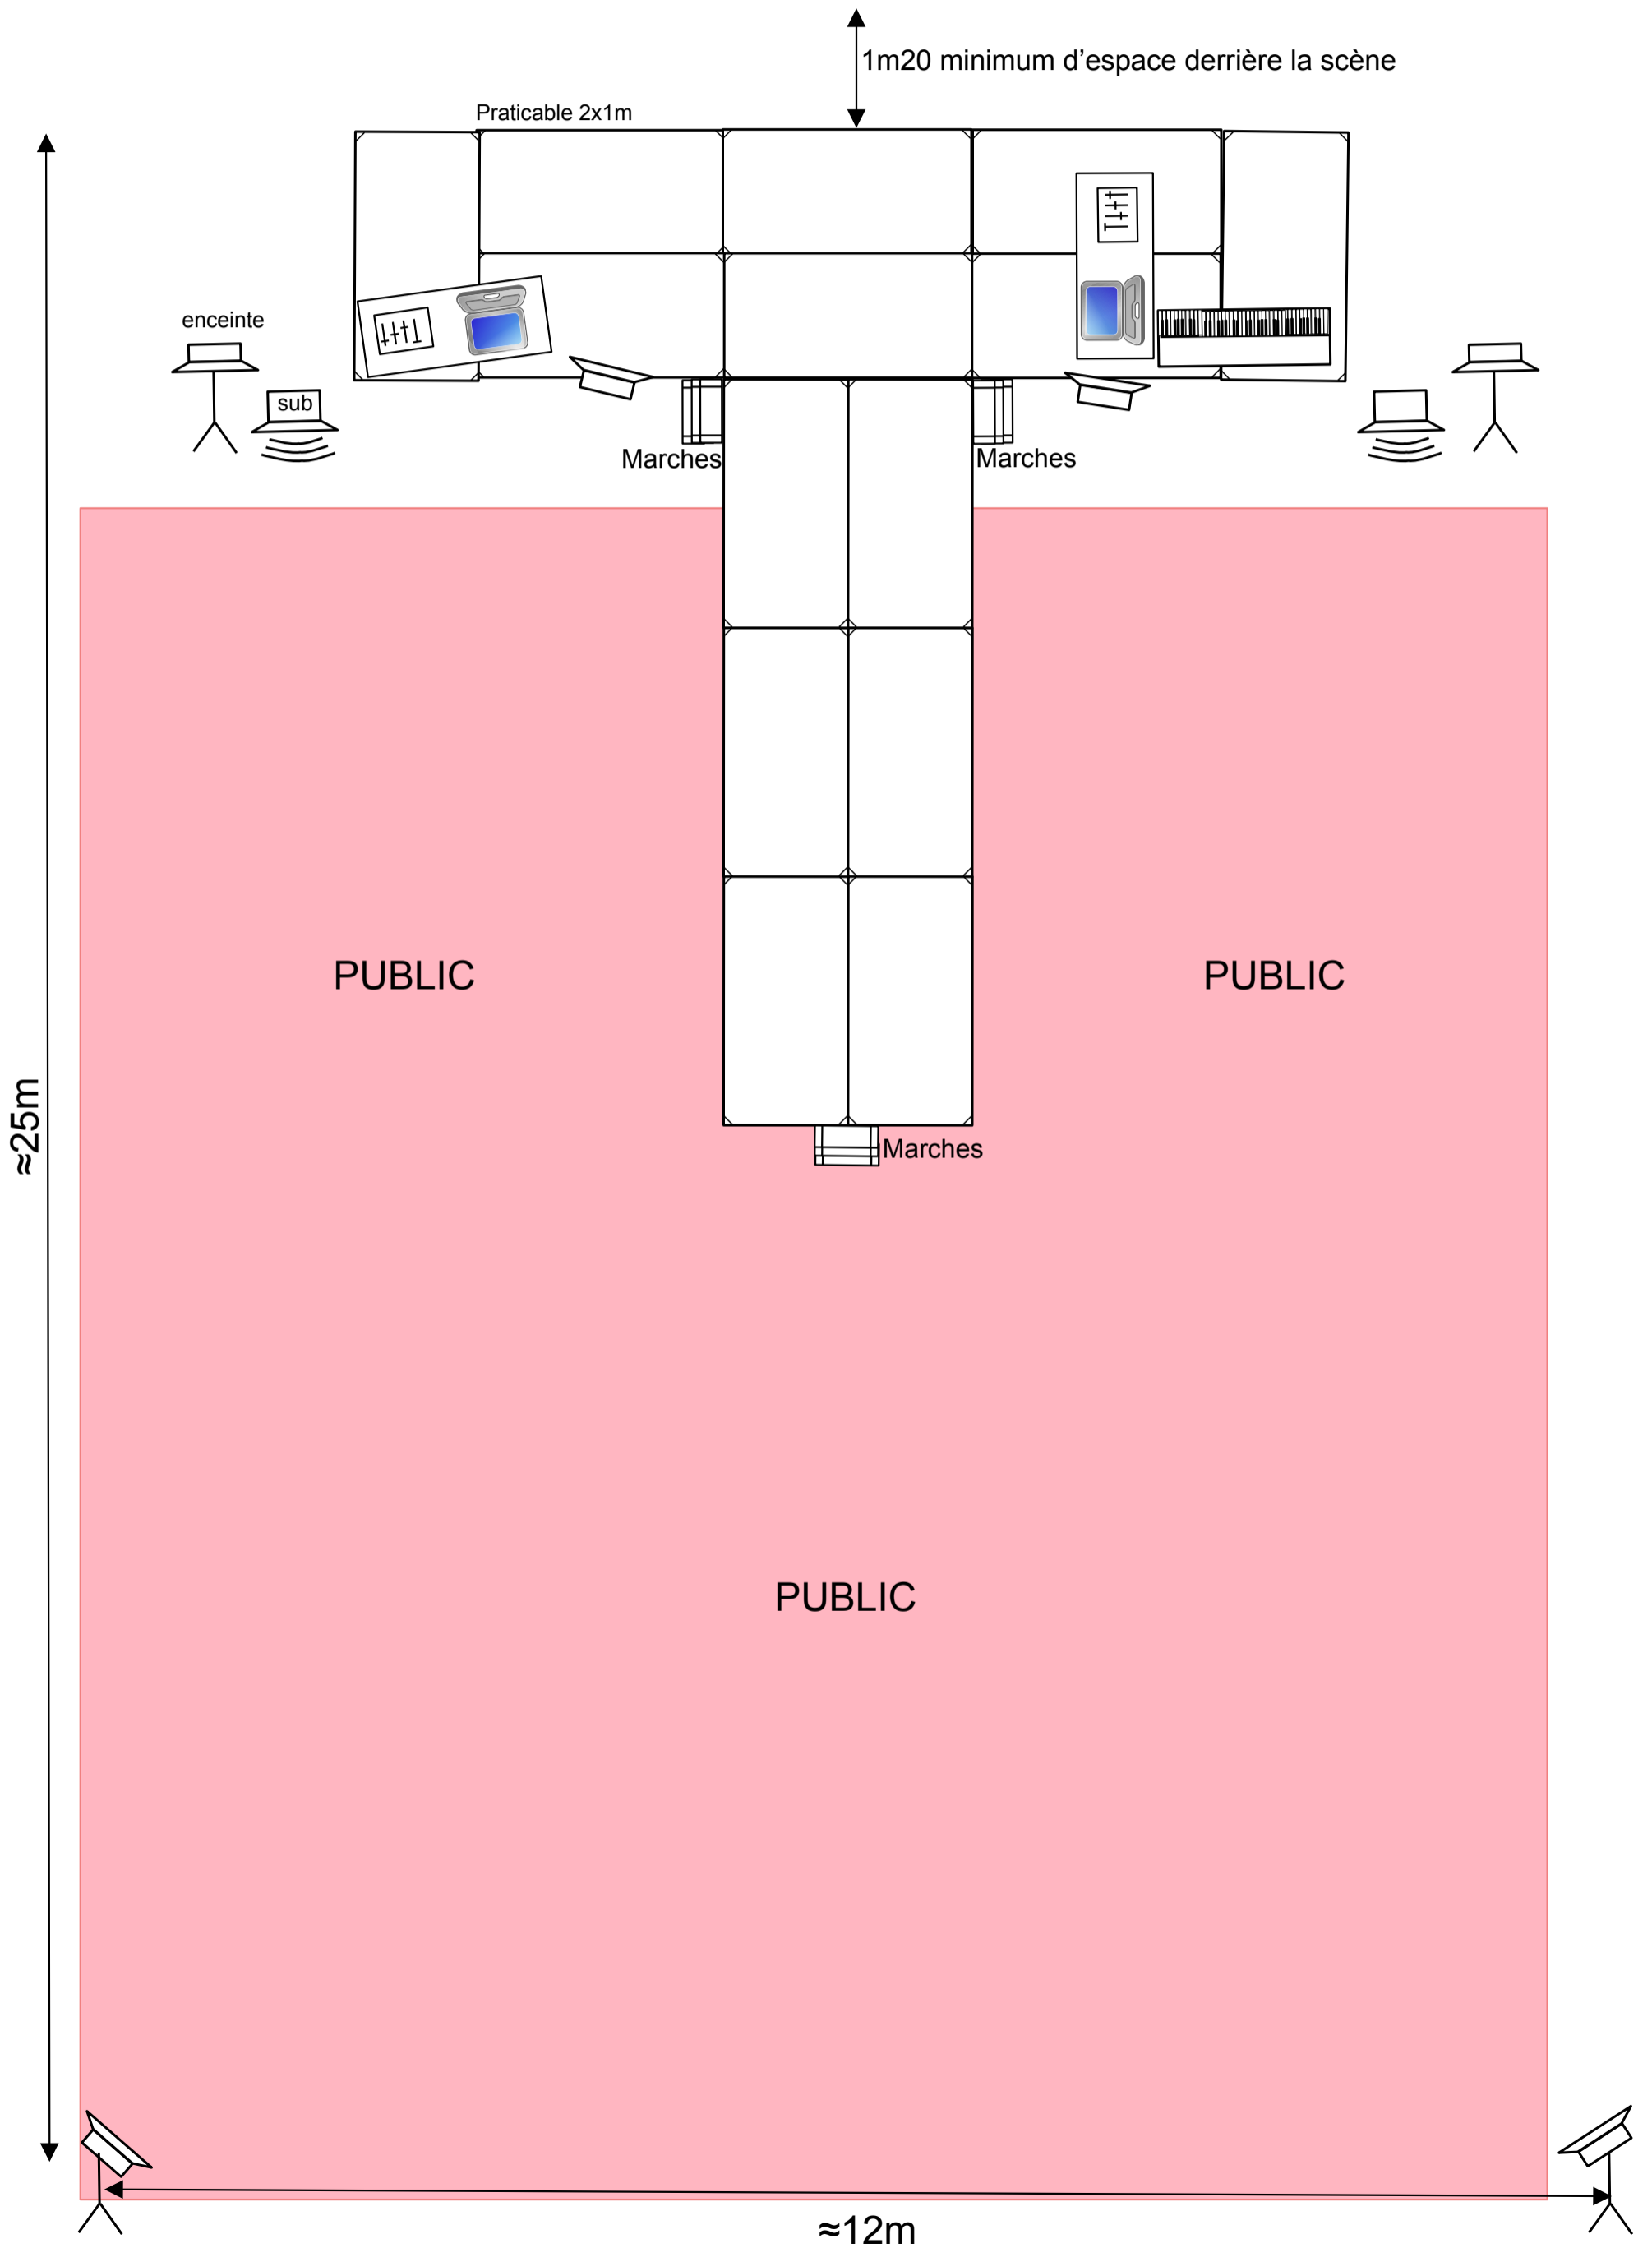 1m20 minimum d’espace derrière la scène
Praticable 2x1m
enceinte
sub
Marches
Marches
PUBLIC
PUBLIC
≈25m
Marches
PUBLIC
≈12m